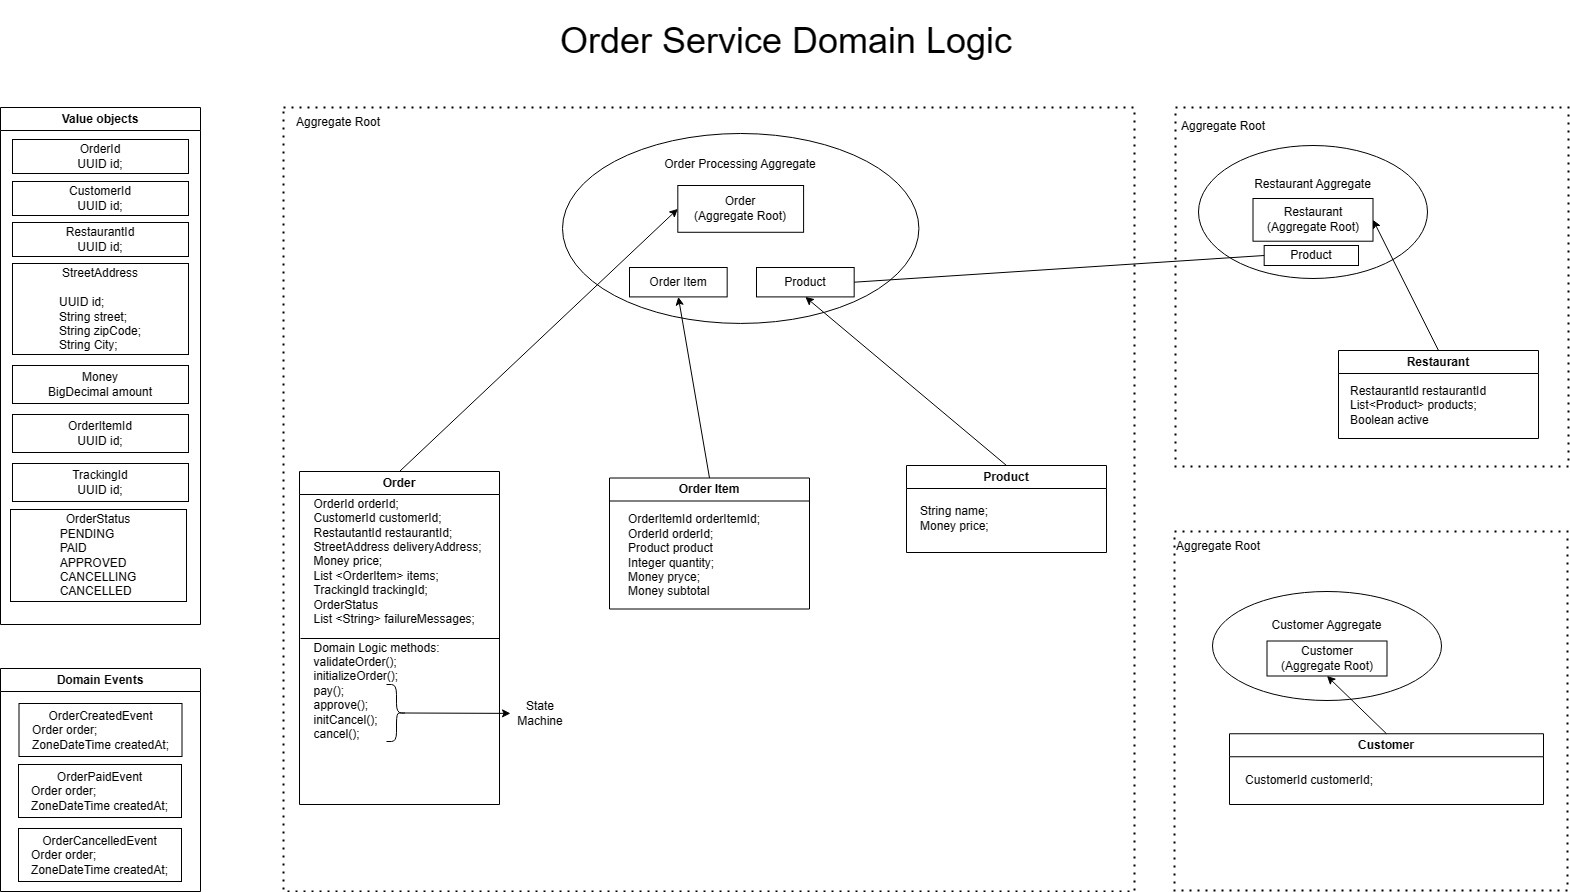 Order Service Domain Logic
Value objects
OrderId
UUID id;
CustomerId
UUID id;
RestaurantId
UUID id;
StreetAddress
UUID id;
String street;
String zipCode;
String City;
Money
BigDecimal amount
OrderItemId
UUID id;
TrackingId
UUID id;
OrderStatus
PENDING
PAID
APPROVED
CANCELLING
CANCELLED
Domain Events
OrderCreatedEvent
Order order;
ZoneDateTime createdAt;
OrderPaidEvent
Order order;
ZoneDateTime createdAt;
OrderCancelledEvent
Order order;
ZoneDateTime createdAt;
Aggregate Root
Order Processing Aggregate
Order
(Aggregate Root)
Order Item
Product
Order
OrderId orderId;
CustomerId customerId;
RestautantId restaurantId;
StreetAddress deliveryAddress;
Money price;
List <OrderItem> items;
TrackingId trackingId;
OrderStatus
List <String> failureMessages;
Domain Logic methods:
validateOrder();
initializeOrder();
pay();
approve();
initCancel();
cancel();
State
Machine
Order Item
OrderItemId orderItemId;
OrderId orderId;
Product product
Integer quantity;
Money pryce;
Money subtotal
Product
String name;
Money price;
Aggregate Root
Restaurant Aggregate
Restaurant
(Aggregate Root)
Product
Restaurant
RestaurantId restaurantId
List<Product> products;
Boolean active
Aggregate Root
Customer Aggregate
Customer
(Aggregate Root)
Customer
CustomerId customerId;